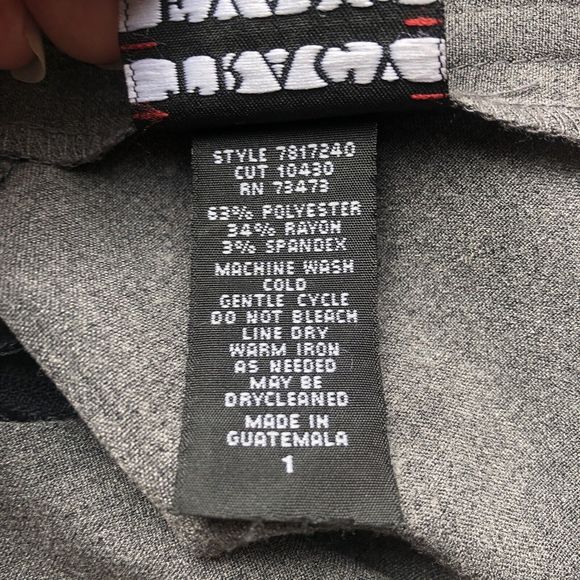 STYLE 7817240
CUT 10430
RN 73473
63% POLYESTER
34% RAYON
3% SPANDEX
MACHINE WASH
COLD
GENTLE CYCLE
DO NOT BLEACH
LINE DRY
WARM IRON
AS NEEDED
MAY BE
DRYCLEANED
MADE IN
GUATEMALA
1